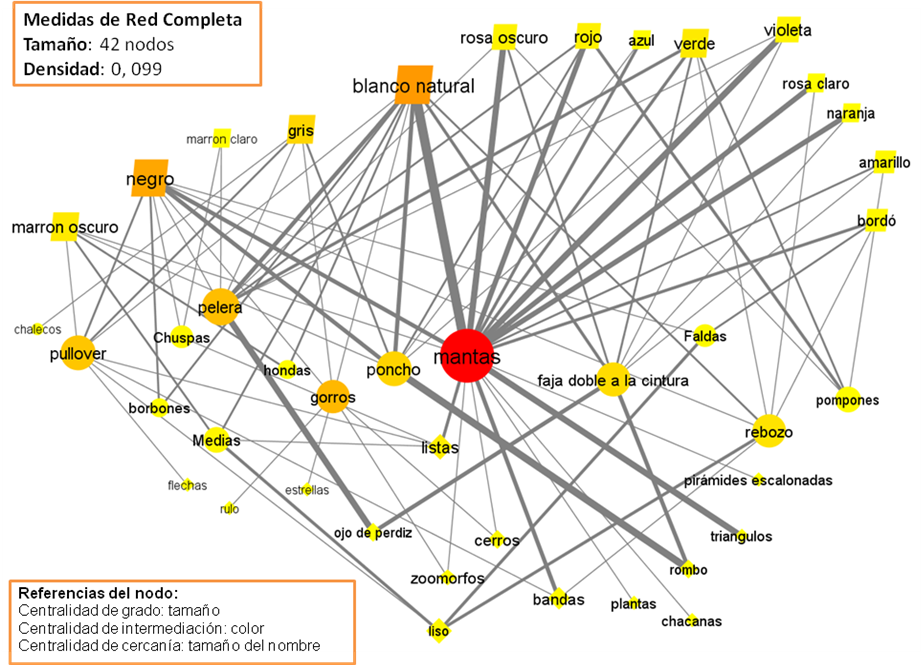 Medidas de Red Completa
Tamaño: 42 nodos
Densidad: 0, 099
rosa oscuro
rojo
azul
verde
violeta
blanco natural
rosa claro
naranja
marron claro
gris
amarillo
negro
bordó
marron oscuro
pelera
chalecos
Chuspas
Faldas
pullover
mantas
hondas
poncho
faja doble a la cintura
gorros
pompones
borbones
rebozo
Medias
listas
flechas
estrellas
pirámides escalonadas
rulo
ojo de perdiz
cerros
triangulos
zoomorfos
rombo
bandas
plantas
chacanas
liso
Referencias del nodo:
Centralidad de grado: tamaño
Centralidad de intermediación: color
Centralidad de cercanía: tamaño del nombre